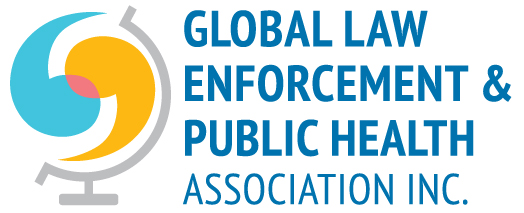 GLOBAL LAW
ENFORCEMENT &
PUBLIC HEALTH
ASSOCIATION INC.